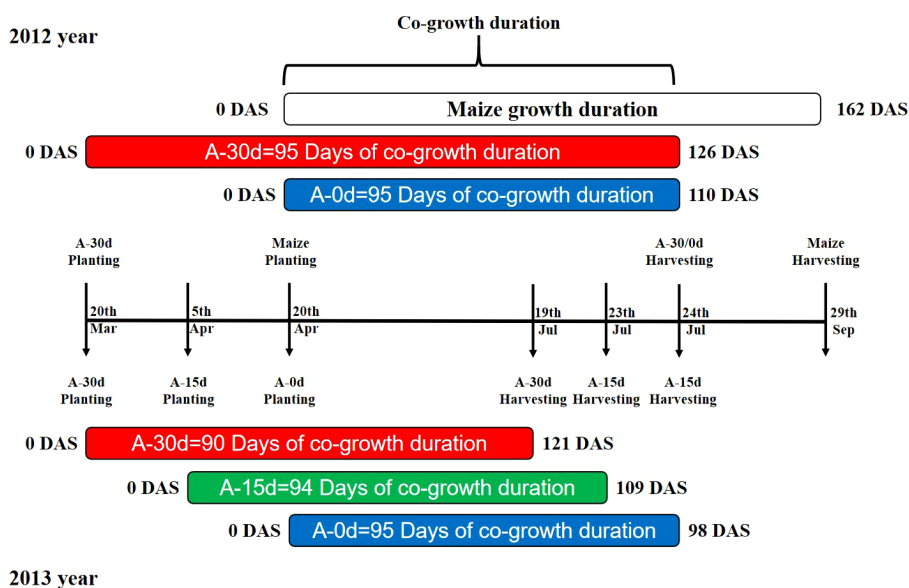 Co-growth duration
2012 year
0 DAS Maize growth duration 162 DAS
0 DAS A-30d=95 Days of co-growth duration 126 DAS
0 DAS A-0d=95 Days of co-growth duration 110 DAS
A-30d Maize A-30/0d Maize
Planting Planting Harvesting Harvesting
20th 5th 20th 19th 23th 24th 29th
Mar Apr Apr Jul Jul Jul Sep
A-30d A-15d A-0d A-30d A-15d A-15d
Planting Planting Planting Harvesting Harvesting Harvesting
0 DAS A-30d=90 Days of co-growth duration 121 DAS
0 DAS A-15d=94 Days of co-growth duration 109 DAS
0 DAS A-0d=95 Days of co-growth duration 98 DAS
2013 year